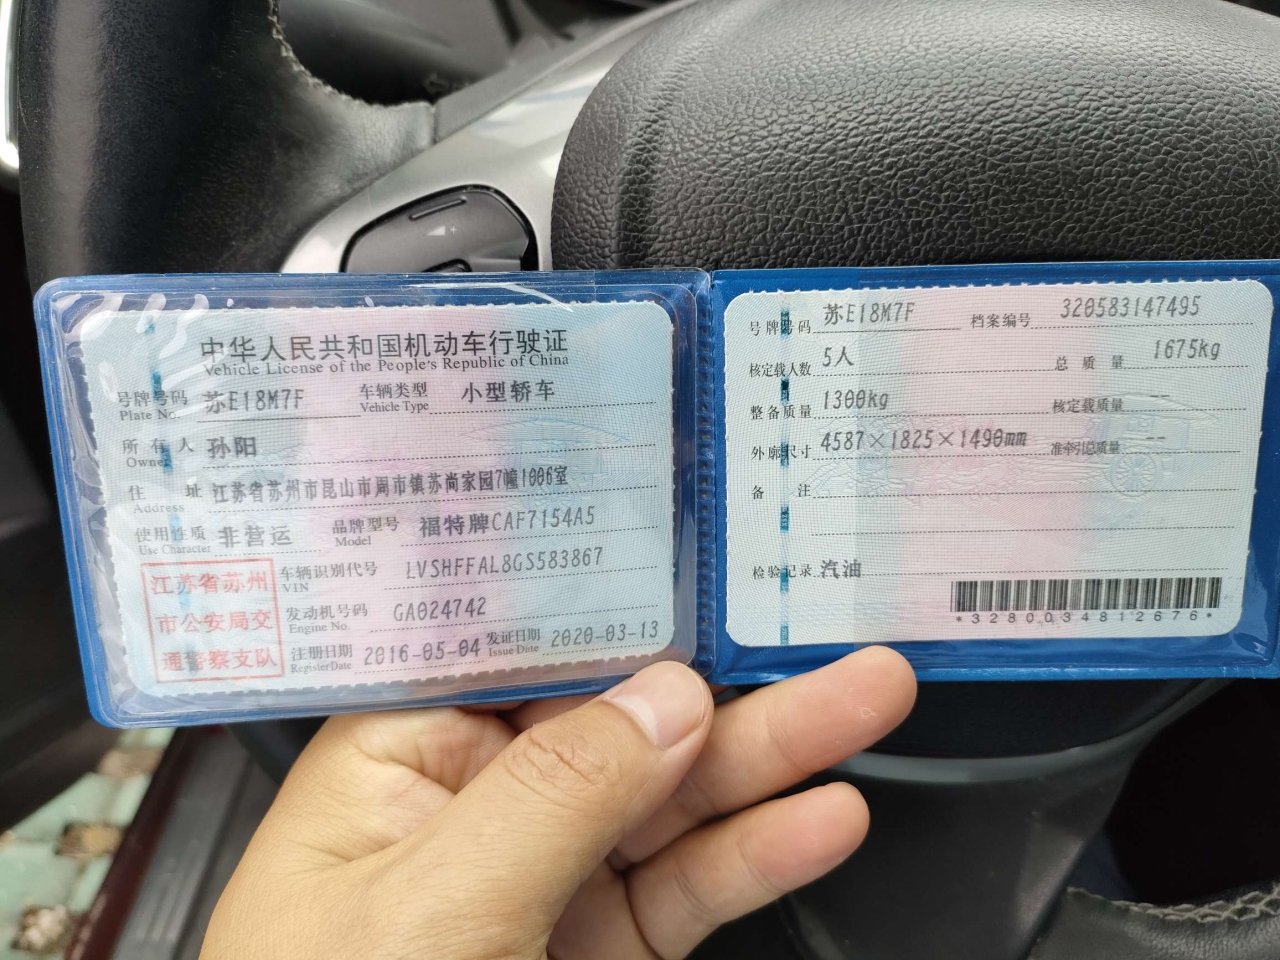 中华人民共和国机动车行驶证
Vehicle License of the People's Republic of China
号牌号码 苏E18M7F 车辆类型 小型轿车
Plate No. Vehicle Type
所有人 孙阳
Owner
住址 江苏省苏州市昆山市周市镇苏尚家园7幢1006室
Address
使用性质 非营运 品牌型号 福特牌CAF7154A5
Use Character Model
车辆识别代号 LVSHFFAL8GS583867
VIN
发动机号码 GA024742
Engine No.
注册日期 2016-05-04 发证日期 2020-03-13
Register Date Issue Date
江苏省苏州
市公安局交
通警察支队
号牌号码 苏E18M7F 档案编号 320583147495
核定载人数 5人 总质量 1675kg
整备质量 1300kg 核定载质量 --
外廓尺寸 4587×1825×1490mm 准牵引总质量 --
备注
检验记录 汽油
*3280034812676*